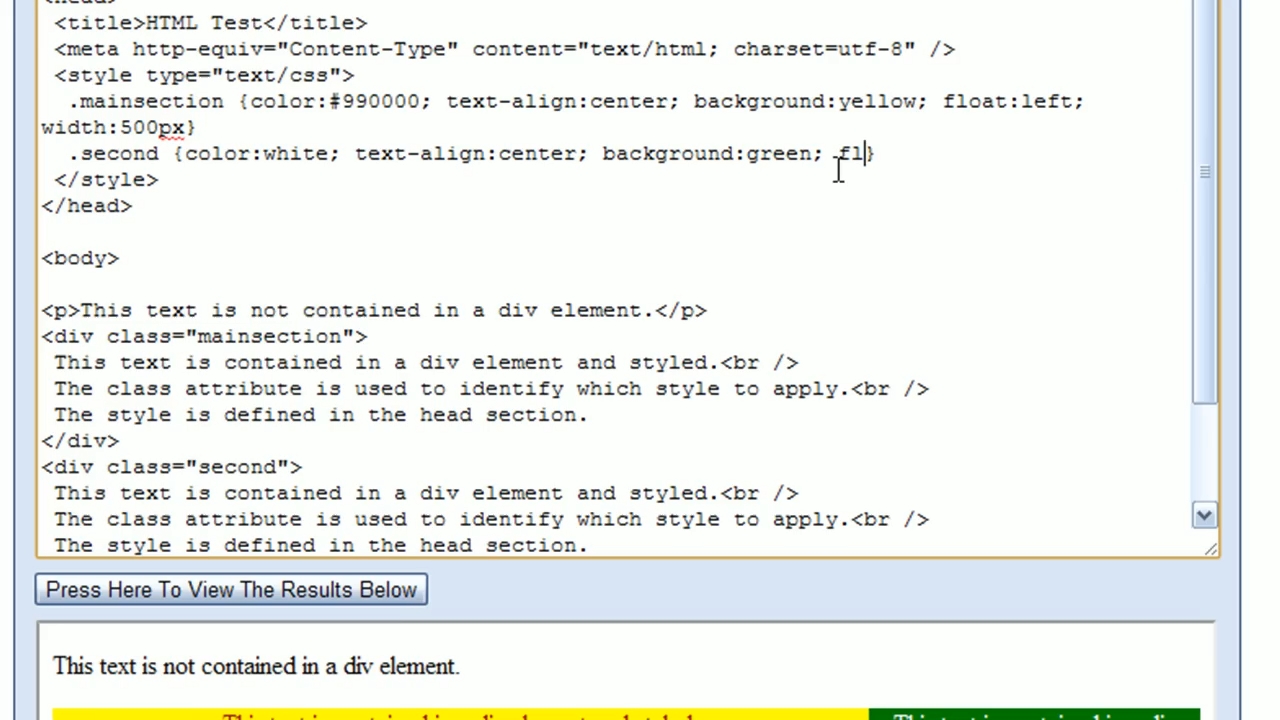 <title>HTML Test</title>
<meta http-equiv="Content-Type" content="text/html; charset=utf-8" />
<style type="text/css">
.mainsection {color:#990000; text-align:center; background:yellow; float:left;
width:500px}
.second {color:white; text-align:center; background:green; fl}
</style>
</head>
<body>
<p>This text is not contained in a div element.</p>
<div class="mainsection">
This text is contained in a div element and styled.<br />
The class attribute is used to identify which style to apply.<br />
The style is defined in the head section.
</div>
<div class="second">
This text is contained in a div element and styled.<br />
The class attribute is used to identify which style to apply.<br />
The style is defined in the head section.
Press Here To View The Results Below
This text is not contained in a div element.